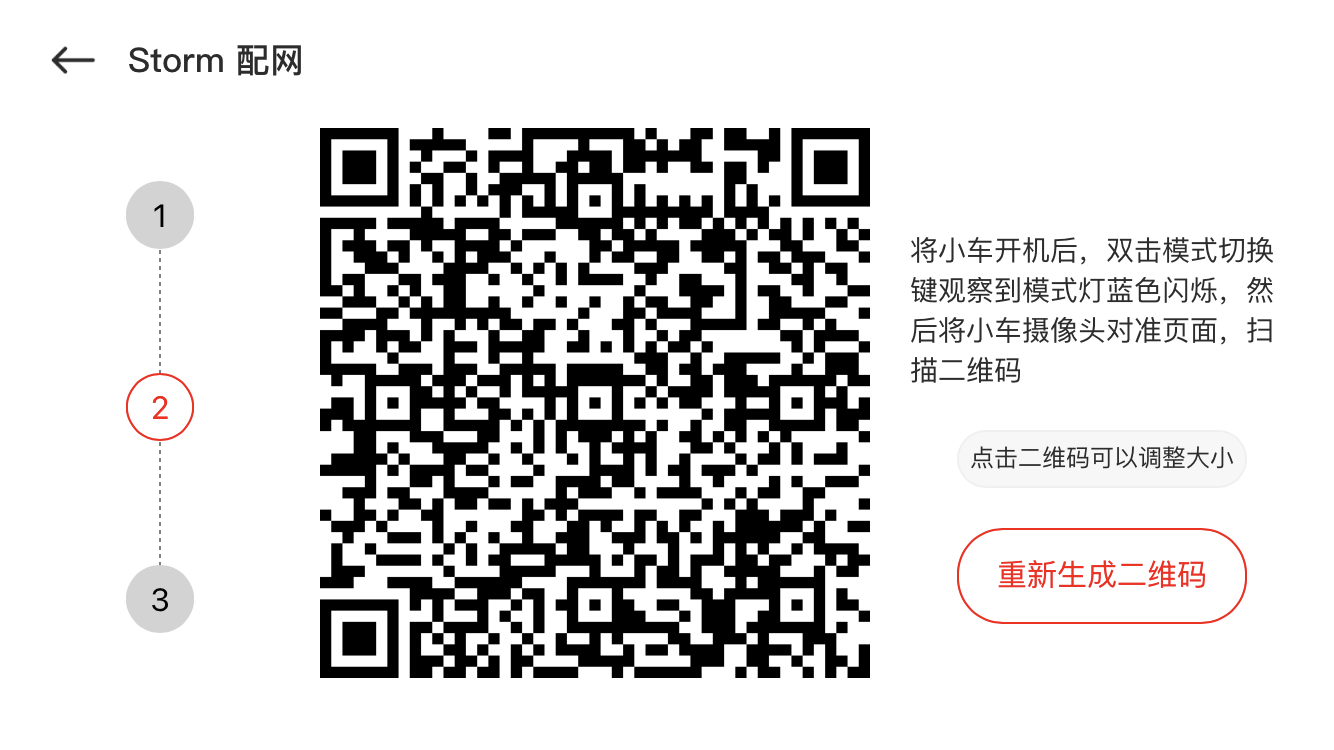 Storm 配网
1
2
3
将小车开机后，双击模式切换
键观察到模式灯蓝色闪烁，然
后将小车摄像头对准页面，扫
描二维码
点击二维码可以调整大小
重新生成二维码